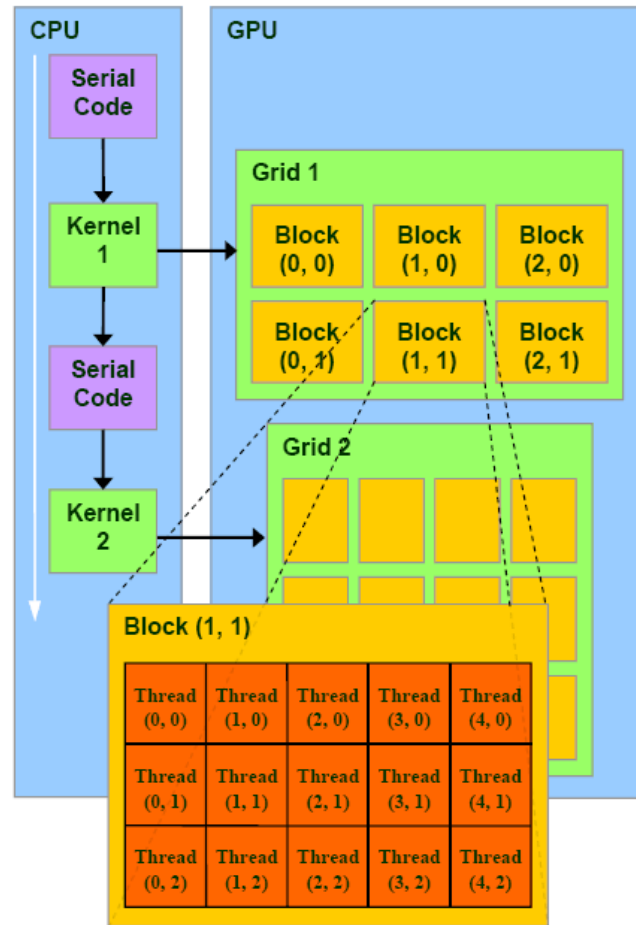 CPU
Serial
Code
Kernel
1
Serial
Code
Kernel
2
GPU
Grid 1
Block
(0, 0)
Block
(1, 0)
Block
(2, 0)
Block
(0, 1)
Block
(1, 1)
Block
(2, 1)
Grid 2
Block (1, 1)
Thread
(0, 0)
Thread
(1, 0)
Thread
(2, 0)
Thread
(3, 0)
Thread
(4, 0)
Thread
(0, 1)
Thread
(1, 1)
Thread
(2, 1)
Thread
(3, 1)
Thread
(4, 1)
Thread
(0, 2)
Thread
(1, 2)
Thread
(2, 2)
Thread
(3, 2)
Thread
(4, 2)